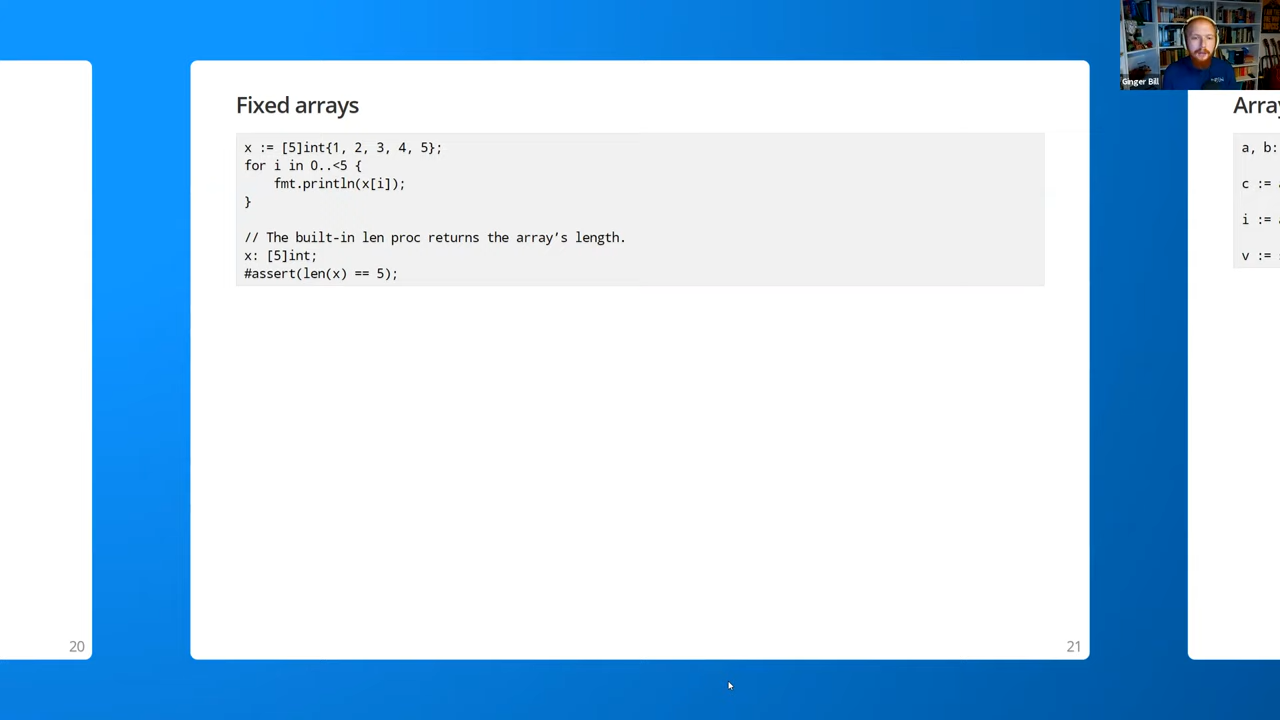 Ginger Bill
Fixed arrays
x := [5]int{1, 2, 3, 4, 5};
for i in 0..<5 {
fmt.println(x[i]);
}
// The built-in len proc returns the array's length.
x: [5]int;
#assert(len(x) == 5);
20
21
Array
a, b:
c :=
i :=
v :=